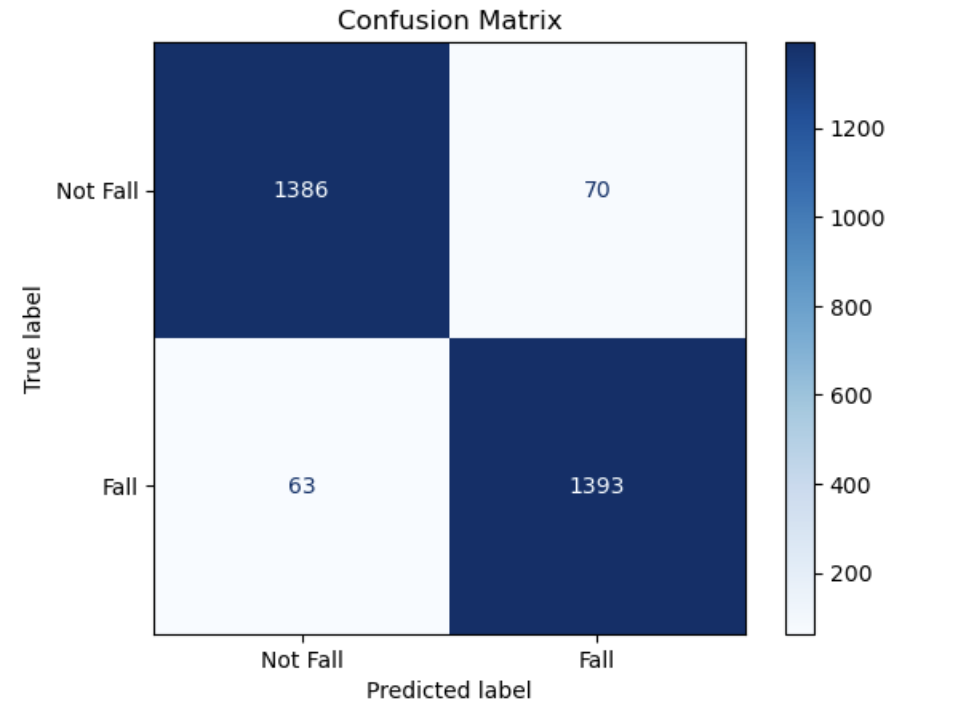 Confusion Matrix
True label
Not Fall
Fall
1386
70
63
1393
Not Fall
Fall
Predicted label
1200
1000
800
600
400
200